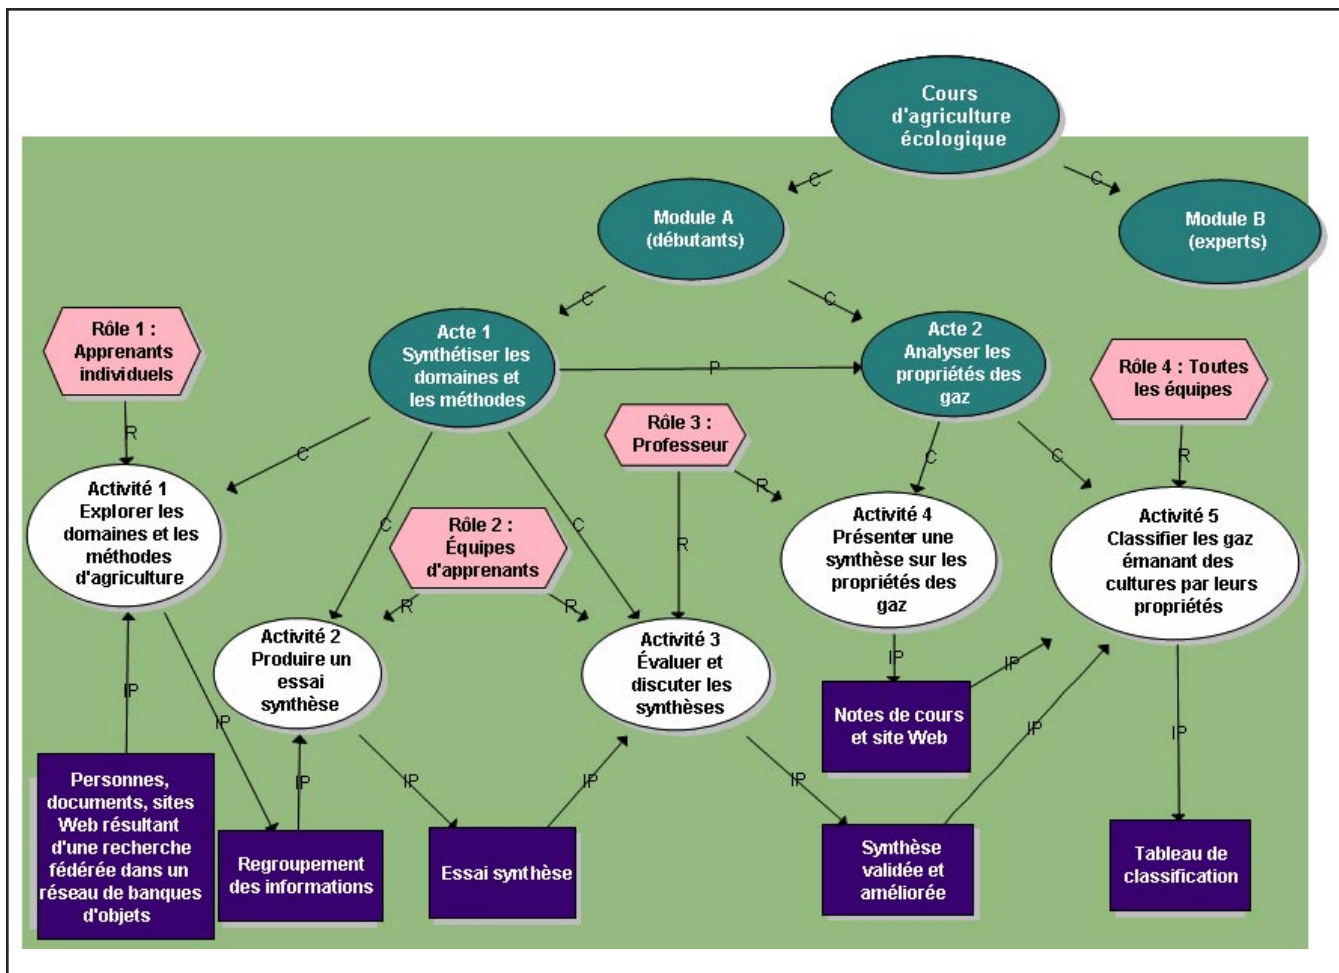 Cours
d'agriculture
écologique
C
C
Module A
(débutants)
Module B
(experts)
C
C
Rôle 1 :
Apprenants
individuels
Acte 1
Synthétiser les
domaines et
les méthodes
P
Acte 2
Analyser les
propriétés des
gaz
Rôle 4 : Toutes
les équipes
R
C
C
C
Rôle 3 :
Professeur
R
R
C
C
R
Activité 1
Explorer les
domaines et les
méthodes
d'agriculture
Rôle 2 :
Équipes
d'apprenants
R
R
Activité 4
Présenter une
synthèse sur les
propriétés des
gaz
Activité 5
Classifier les gaz
émanant des
cultures par leurs
propriétés
Activité 2
Produire un
essai
synthèse
Activité 3
Évaluer et
discuter les
synthèses
IP
IP
IP
IP
IP
Notes de cours
et site Web
IP
IP
IP
IP
IP
IP
Personnes,
documents, sites
Web résultant
d'une recherche
fédérée dans un
réseau de banques
d'objets
Regroupement
des informations
Essai synthèse
Synthèse
validée et
améliorée
Tableau de
classification